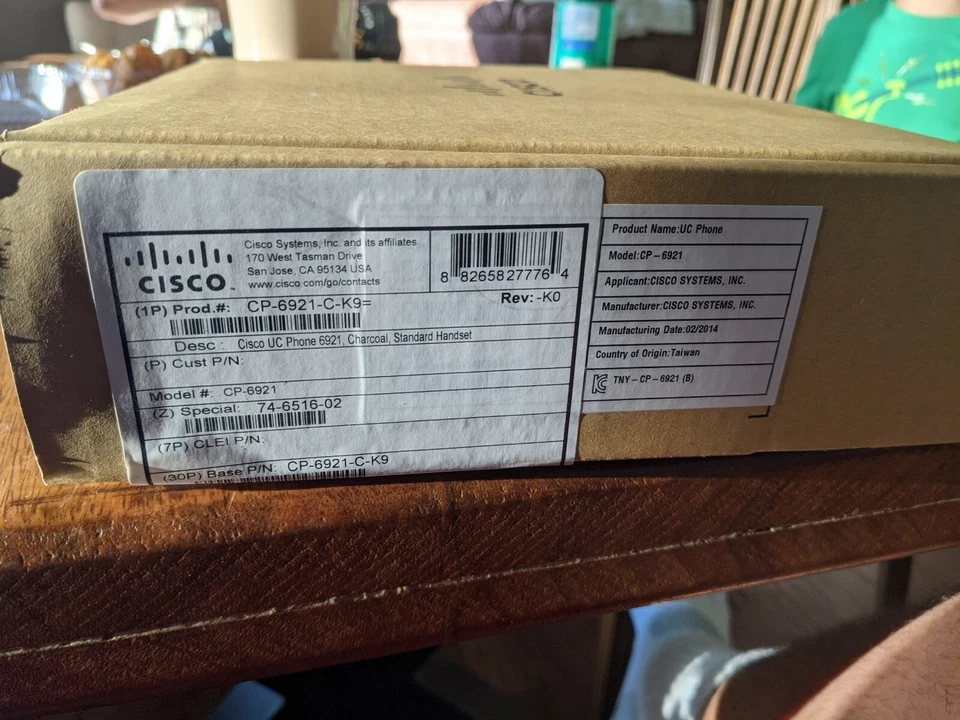 CISCO
Cisco Systems, Inc. and its affiliates
170 West Tasman Drive
San Jose, CA 95134 USA
www.cisco.com/go/contacts
CISCO
8 82658 27776 4
(1P) Prod.#: CP-6921-C-K9=
Rev: -K0
Desc : Cisco UC Phone 6921, Charcoal, Standard Handset
(P) Cust P/N:
Model #: CP-6921
(Z) Special: 74-6516-02
(7P) CLEI P/N:
(30P) Base P/N: CP-6921-C-K9
Product Name:UC Phone
Model:CP-6921
Applicant:CISCO SYSTEMS, INC.
Manufacturer:CISCO SYSTEMS, INC.
Manufacturing Date:02/2014
Country of Origin:Taiwan
TNY-CP-6921 (B)